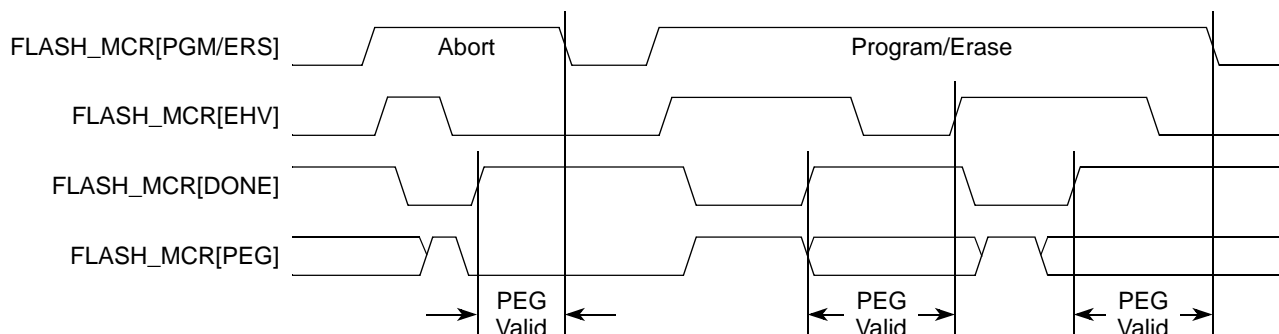 FLASH_MCR[PGM/ERS]
Abort
Program/Erase
FLASH_MCR[EHV]
FLASH_MCR[DONE]
FLASH_MCR[PEG]
PEG
Valid
PEG
Valid
PEG
Valid